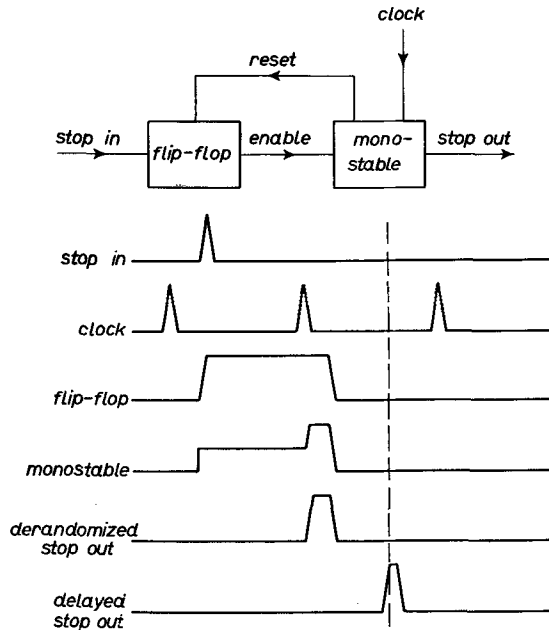 clock
reset
stop in
flip-flop
enable
mono-
stable
stop out
stop in
clock
flip-flop
monostable
derandomized
stop out
delayed
stop out